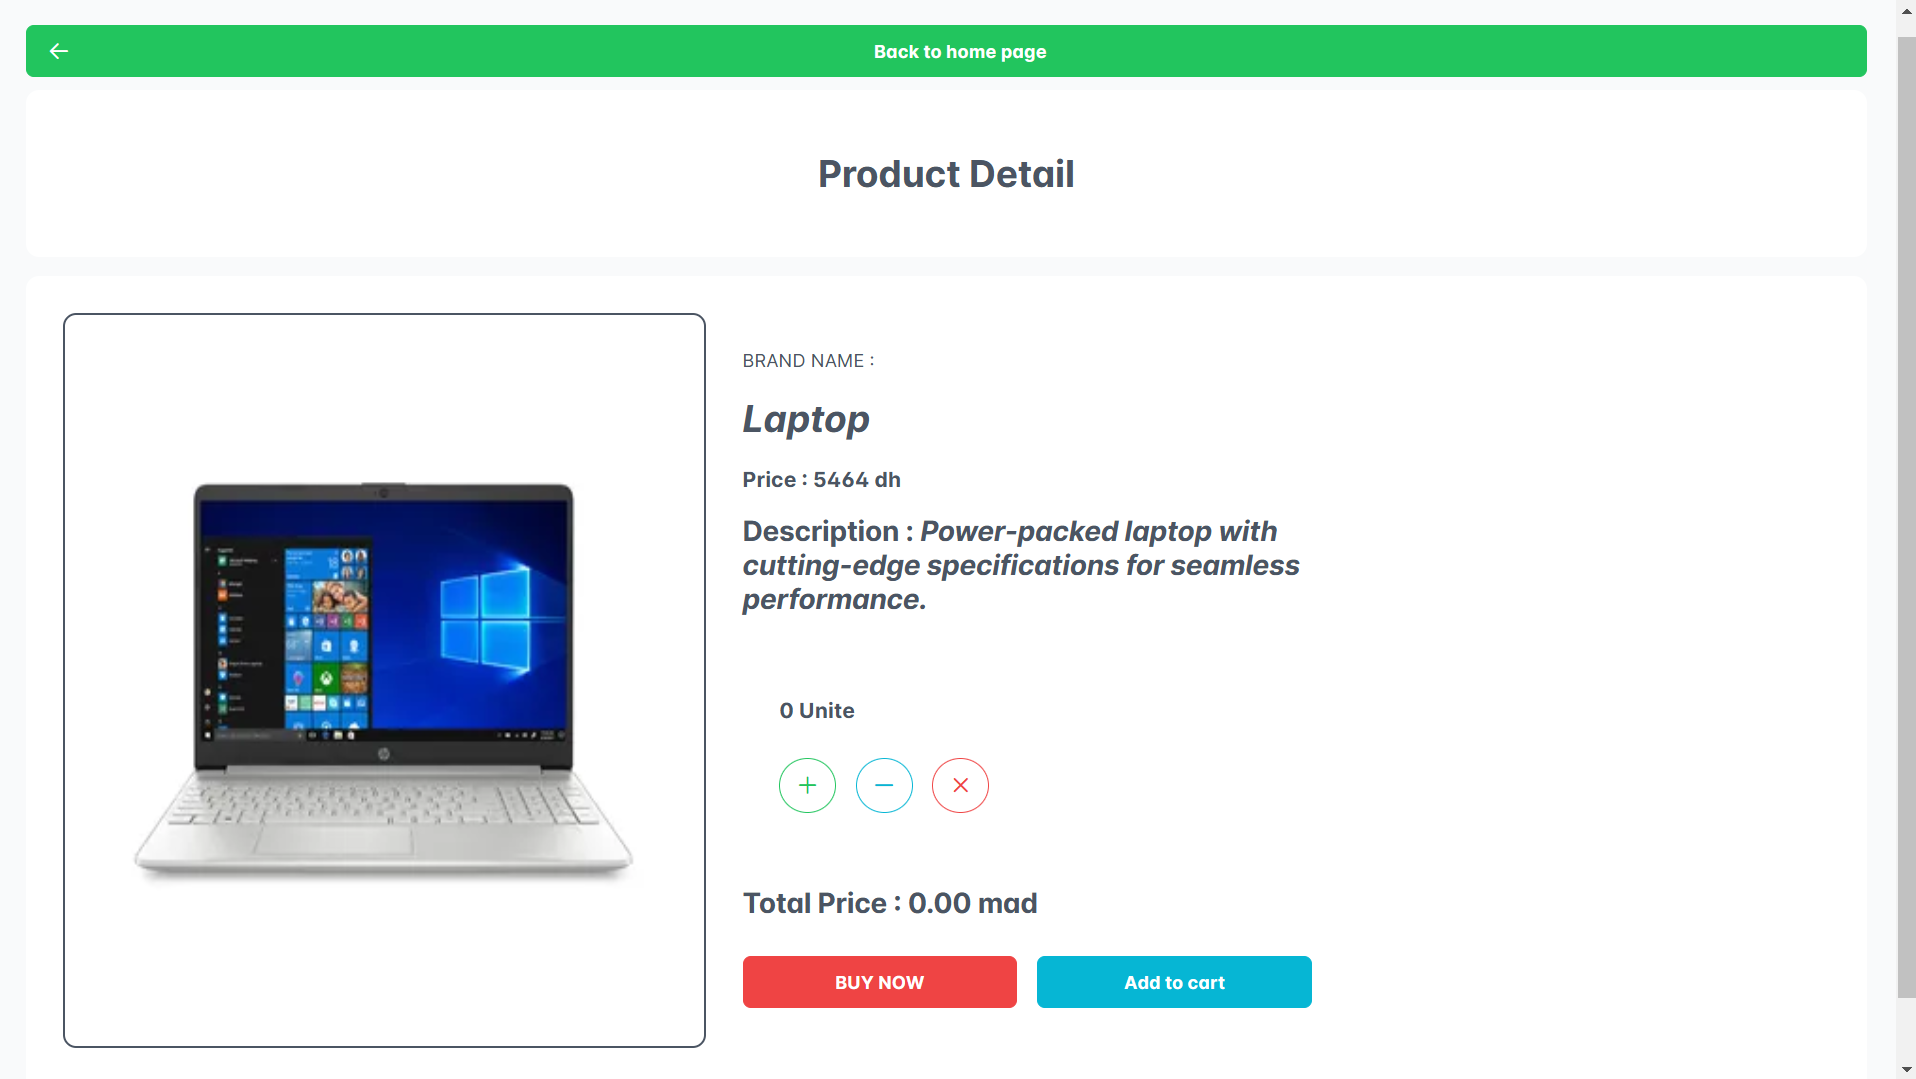 Back to home page
Product Detail
BRAND NAME :
Laptop
Price : 5464 dh
Description : Power-packed laptop with
cutting-edge specifications for seamless
performance.
0 Unite
Total Price : 0.00 mad
BUY NOW
Add to cart